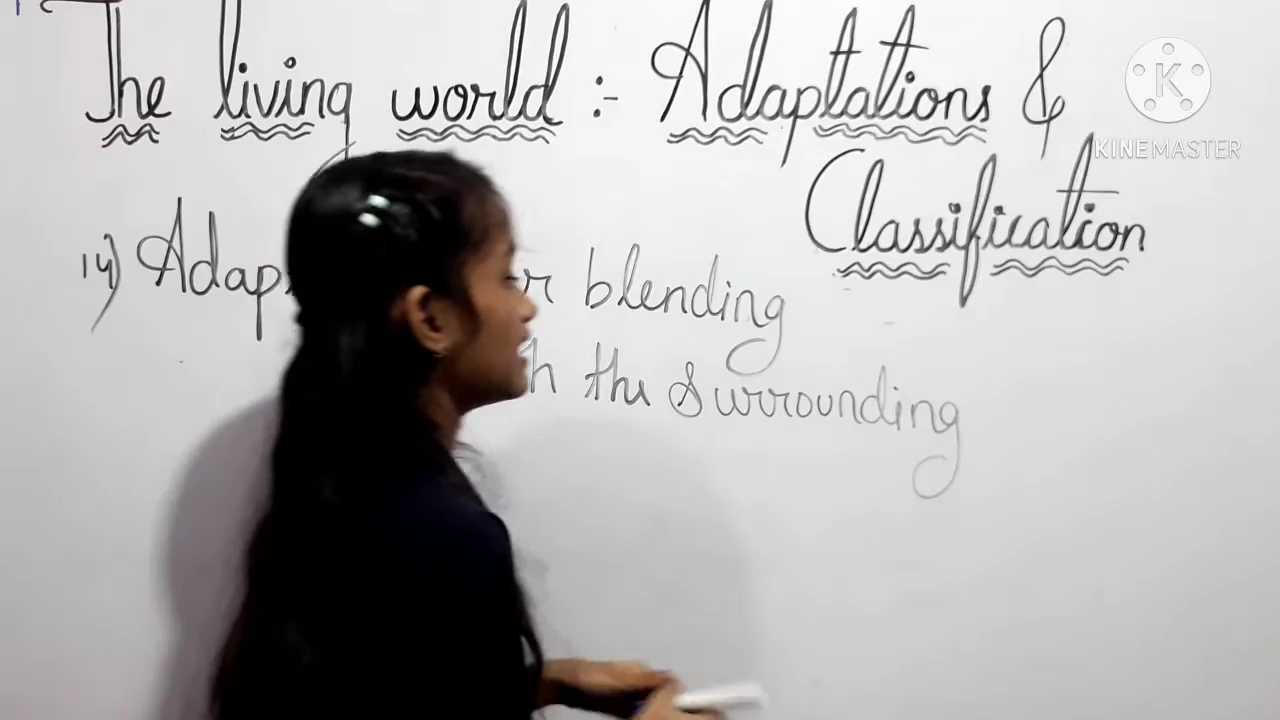 The living world :- Adaptations &
Classification
14) Adap r blending
h the surrounding
KINEMASTER